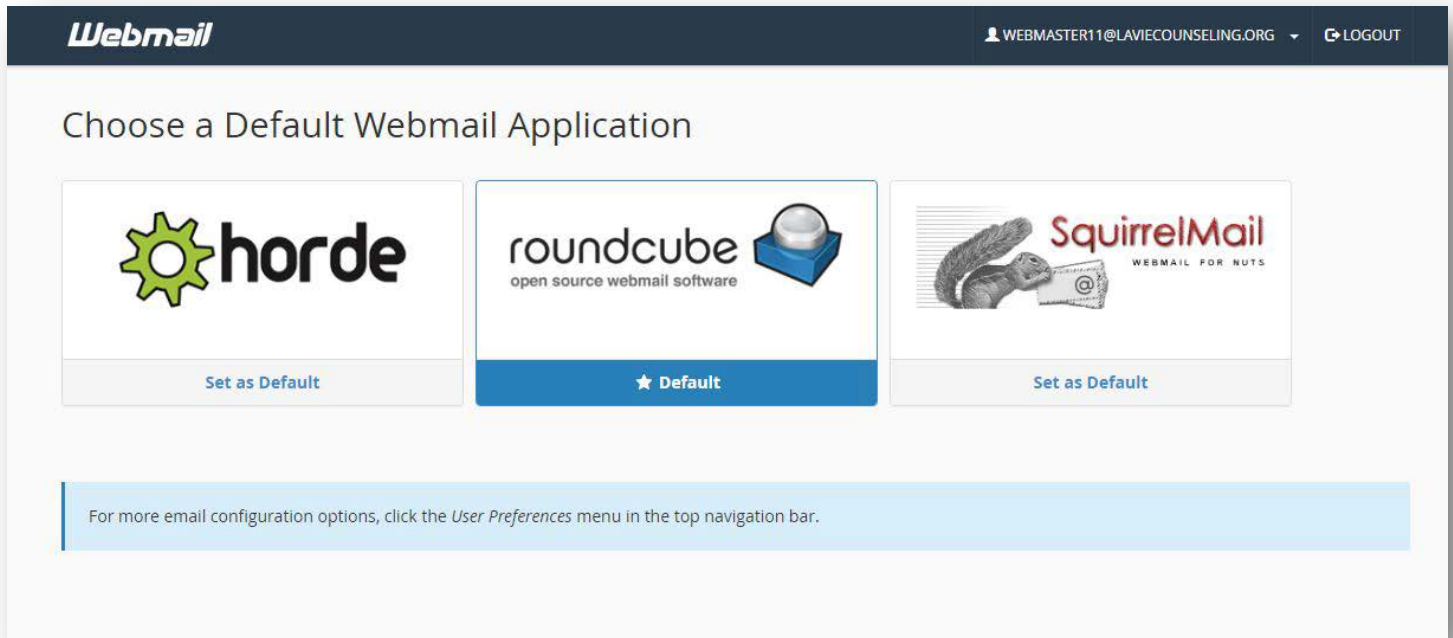 Webmail
WEBMASTER11@LAVIECOUNSELING.ORG
LOGOUT
Choose a Default Webmail Application
horde
roundcube
open source webmail software
SquirrelMail
WEBMAIL FOR NUTS
@
Set as Default
Default
Set as Default
For more email configuration options, click the User Preferences menu in the top navigation bar.